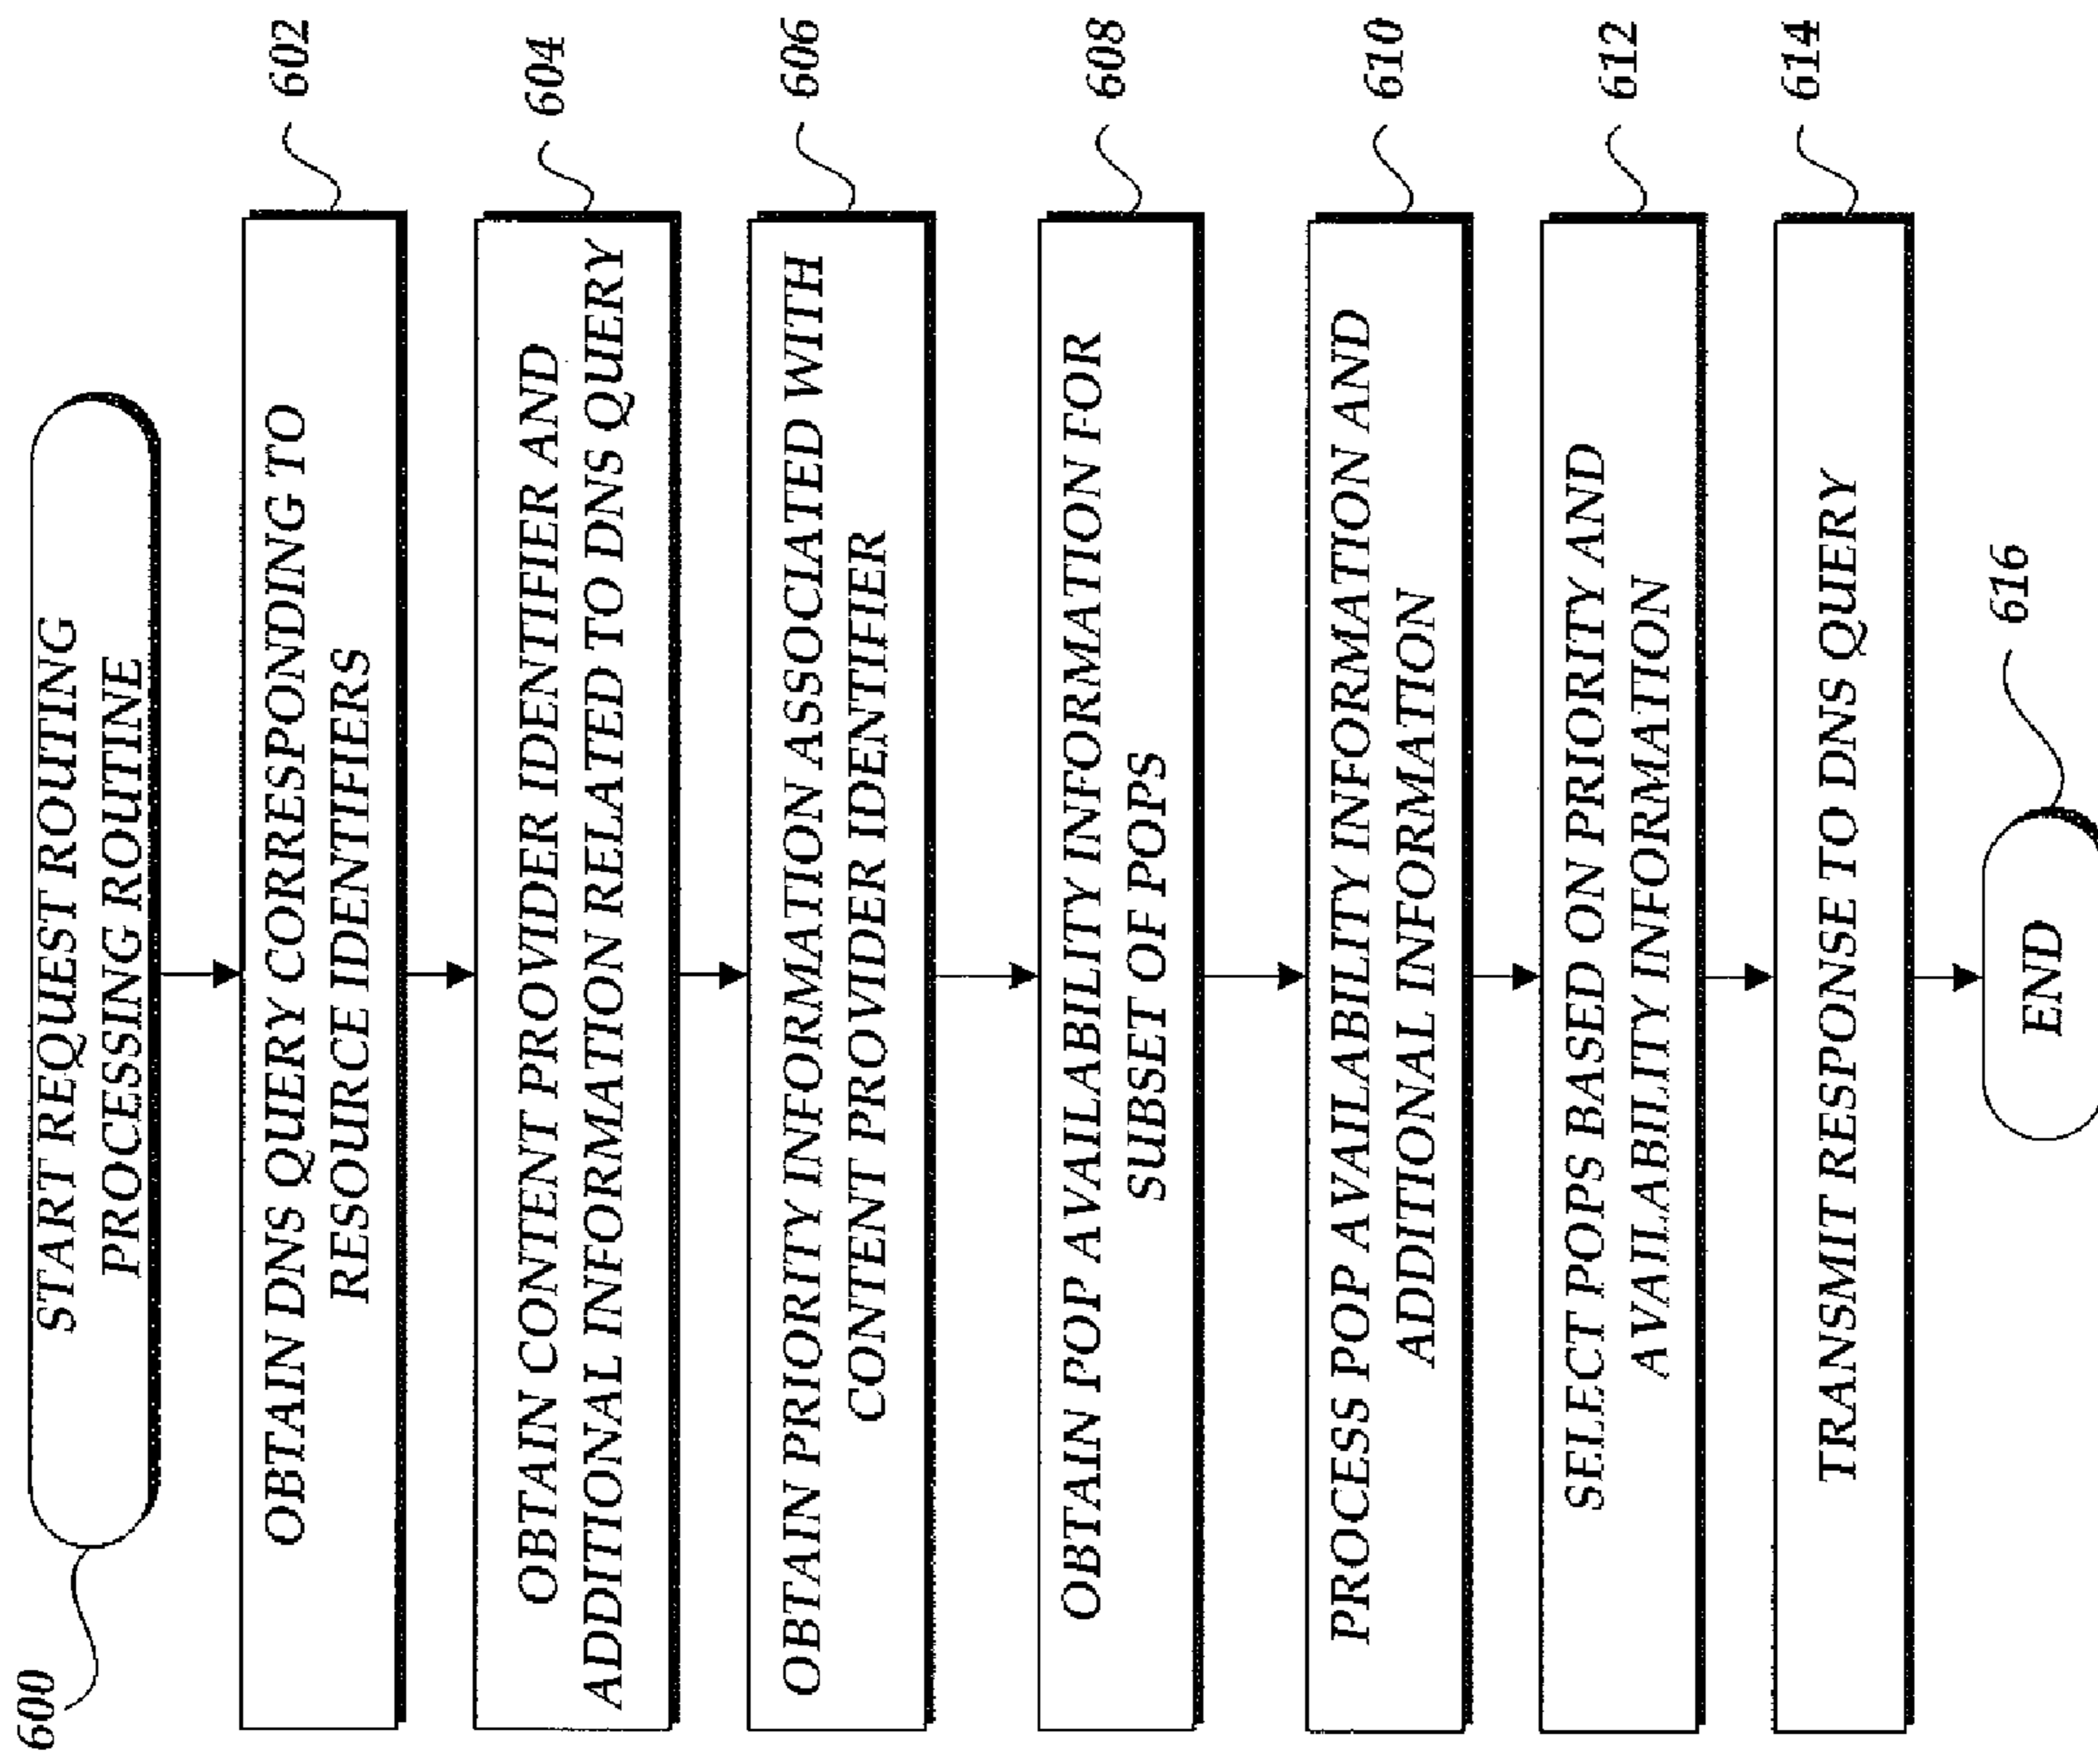 600
START REQUEST ROUTING
PROCESSING ROUTINE
602
OBTAIN DNS QUERY CORRESPONDING TO
RESOURCE IDENTIFIERS
604
OBTAIN CONTENT PROVIDER IDENTIFIER AND
ADDITIONAL INFORMATION RELATED TO DNS QUERY
606
OBTAIN PRIORITY INFORMATION ASSOCIATED WITH
CONTENT PROVIDER IDENTIFIER
608
OBTAIN POP AVAILABILITY INFORMATION FOR
SUBSET OF POPS
610
PROCESS POP AVAILABILITY INFORMATION AND
ADDITIONAL INFORMATION
612
SELECT POPS BASED ON PRIORITY AND
AVAILABILITY INFORMATION
614
TRANSMIT RESPONSE TO DNS QUERY
616
END